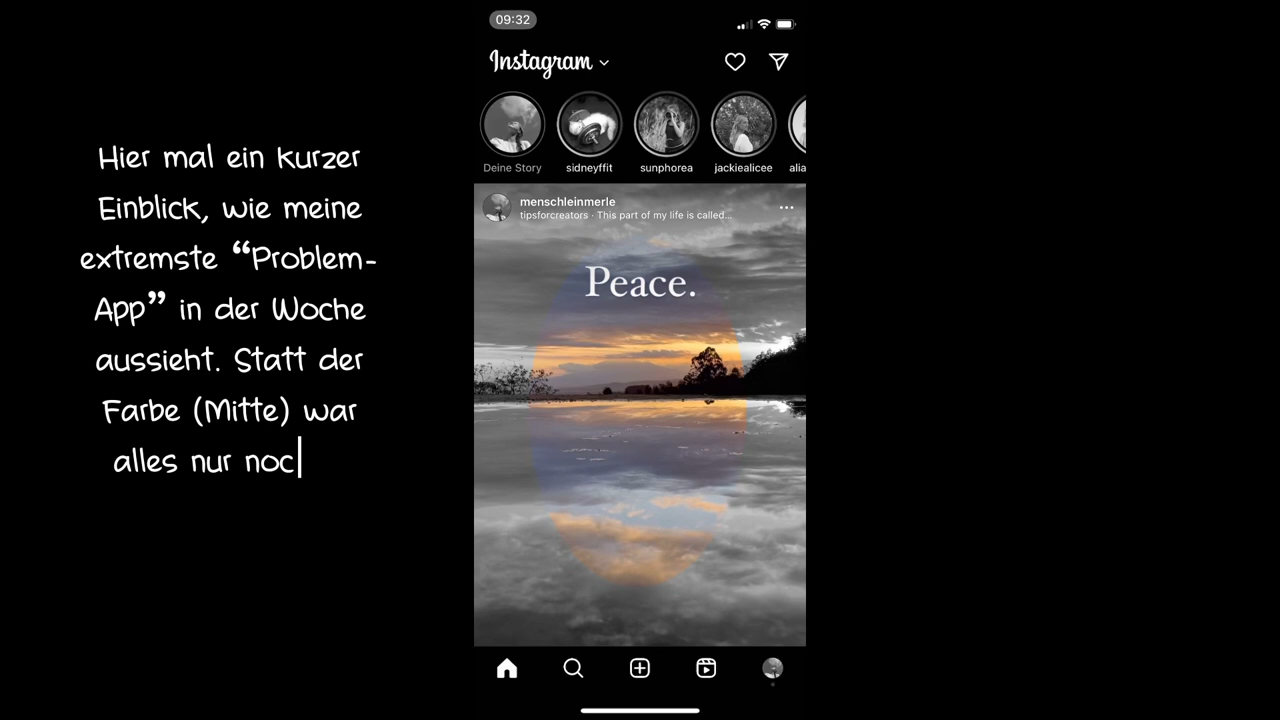 Hier mal ein kurzer
Einblick, wie meine
extremste “Problem-
App” in der Woche
aussieht. Statt der
Farbe (Mitte) war
alles nur noc
09:32
Instagram
Deine Story
sidneyffit
sunphorea
jackiealicee
alia
menschleinmerle
tipsforcreators · This part of my life is called...
Peace.